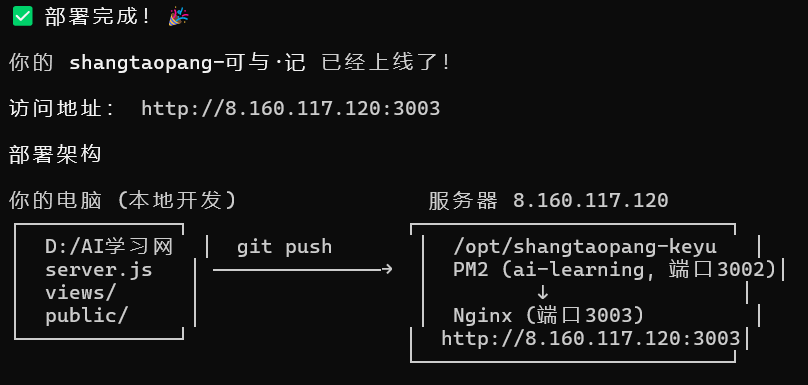 ✅ 部署完成! 🎉
你的 shangtaopang-可与·记 已经上线了!
访问地址: http://8.160.117.120:3003
部署架构
你的电脑 (本地开发) 服务器 8.160.117.120
D:/AI学习网 git push /opt/shangtaopang-keyu
server.js ────────────→ PM2 (ai-learning, 端口3002)
views/ ↓
public/ Nginx (端口3003)
http://8.160.117.120:3003